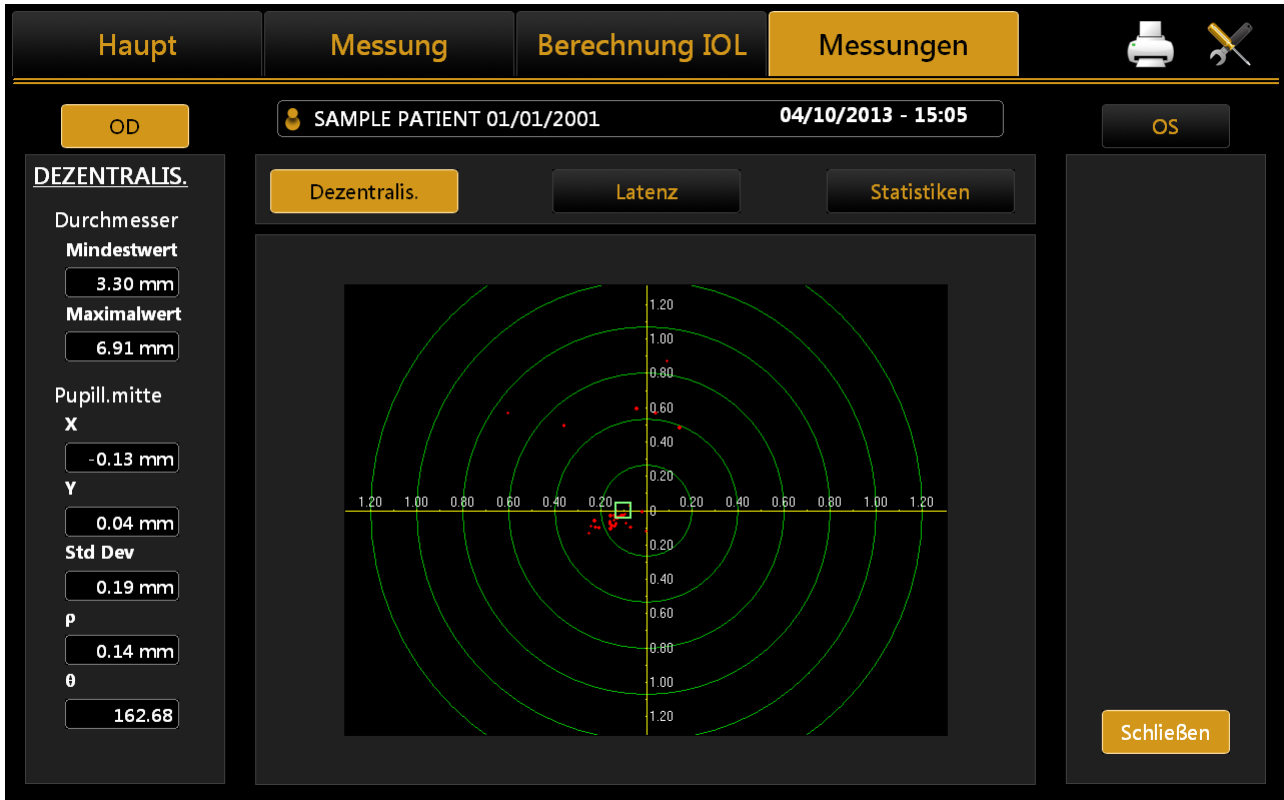 Haupt Messung Berechnung IOL Messungen
OD
SAMPLE PATIENT 01/01/2001 04/10/2013 - 15:05
OS
DEZENTRALIS.
Durchmesser
Mindestwert
3.30 mm
Maximalwert
6.91 mm
Pupill.mitte
X
-0.13 mm
Y
0.04 mm
Std Dev
0.19 mm
ρ
0.14 mm
θ
162.68
Dezentralis. Latenz Statistiken
1.20
1.00
0.80
0.60
0.40
0.20
1.20 1.00 0.80 0.60 0.40 0.20 0.20 0.40 0.60 0.80 1.00 1.20
0
0.20
0.40
0.60
0.80
1.00
1.20
Schließen